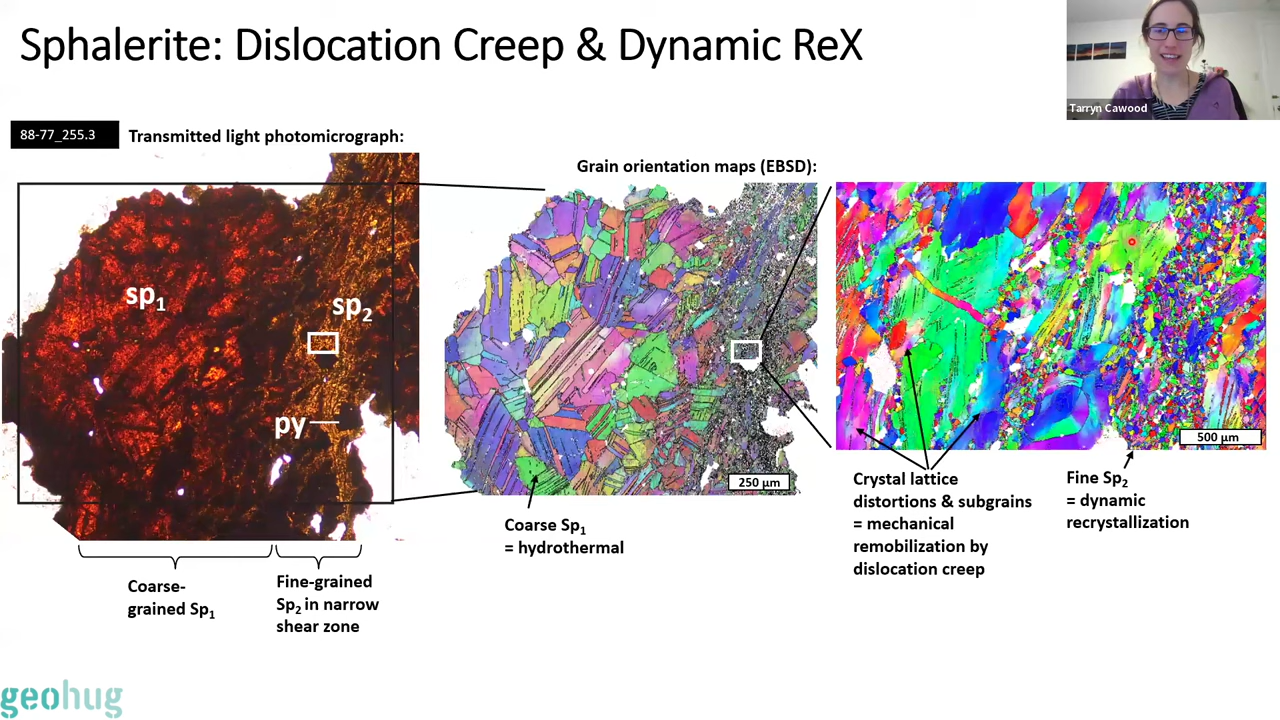 Sphalerite: Dislocation Creep & Dynamic ReX
Tarryn Cawood
88-77_255.3
Transmitted light photomicrograph:
Grain orientation maps (EBSD):
sp1
sp2
py
250 µm
500 µm
Coarse Sp1
= hydrothermal
Crystal lattice
distortions & subgrains
= mechanical
remobilization by
dislocation creep
Fine Sp2
= dynamic
recrystallization
Coarse-
grained Sp1
Fine-grained
Sp2 in narrow
shear zone
geohug